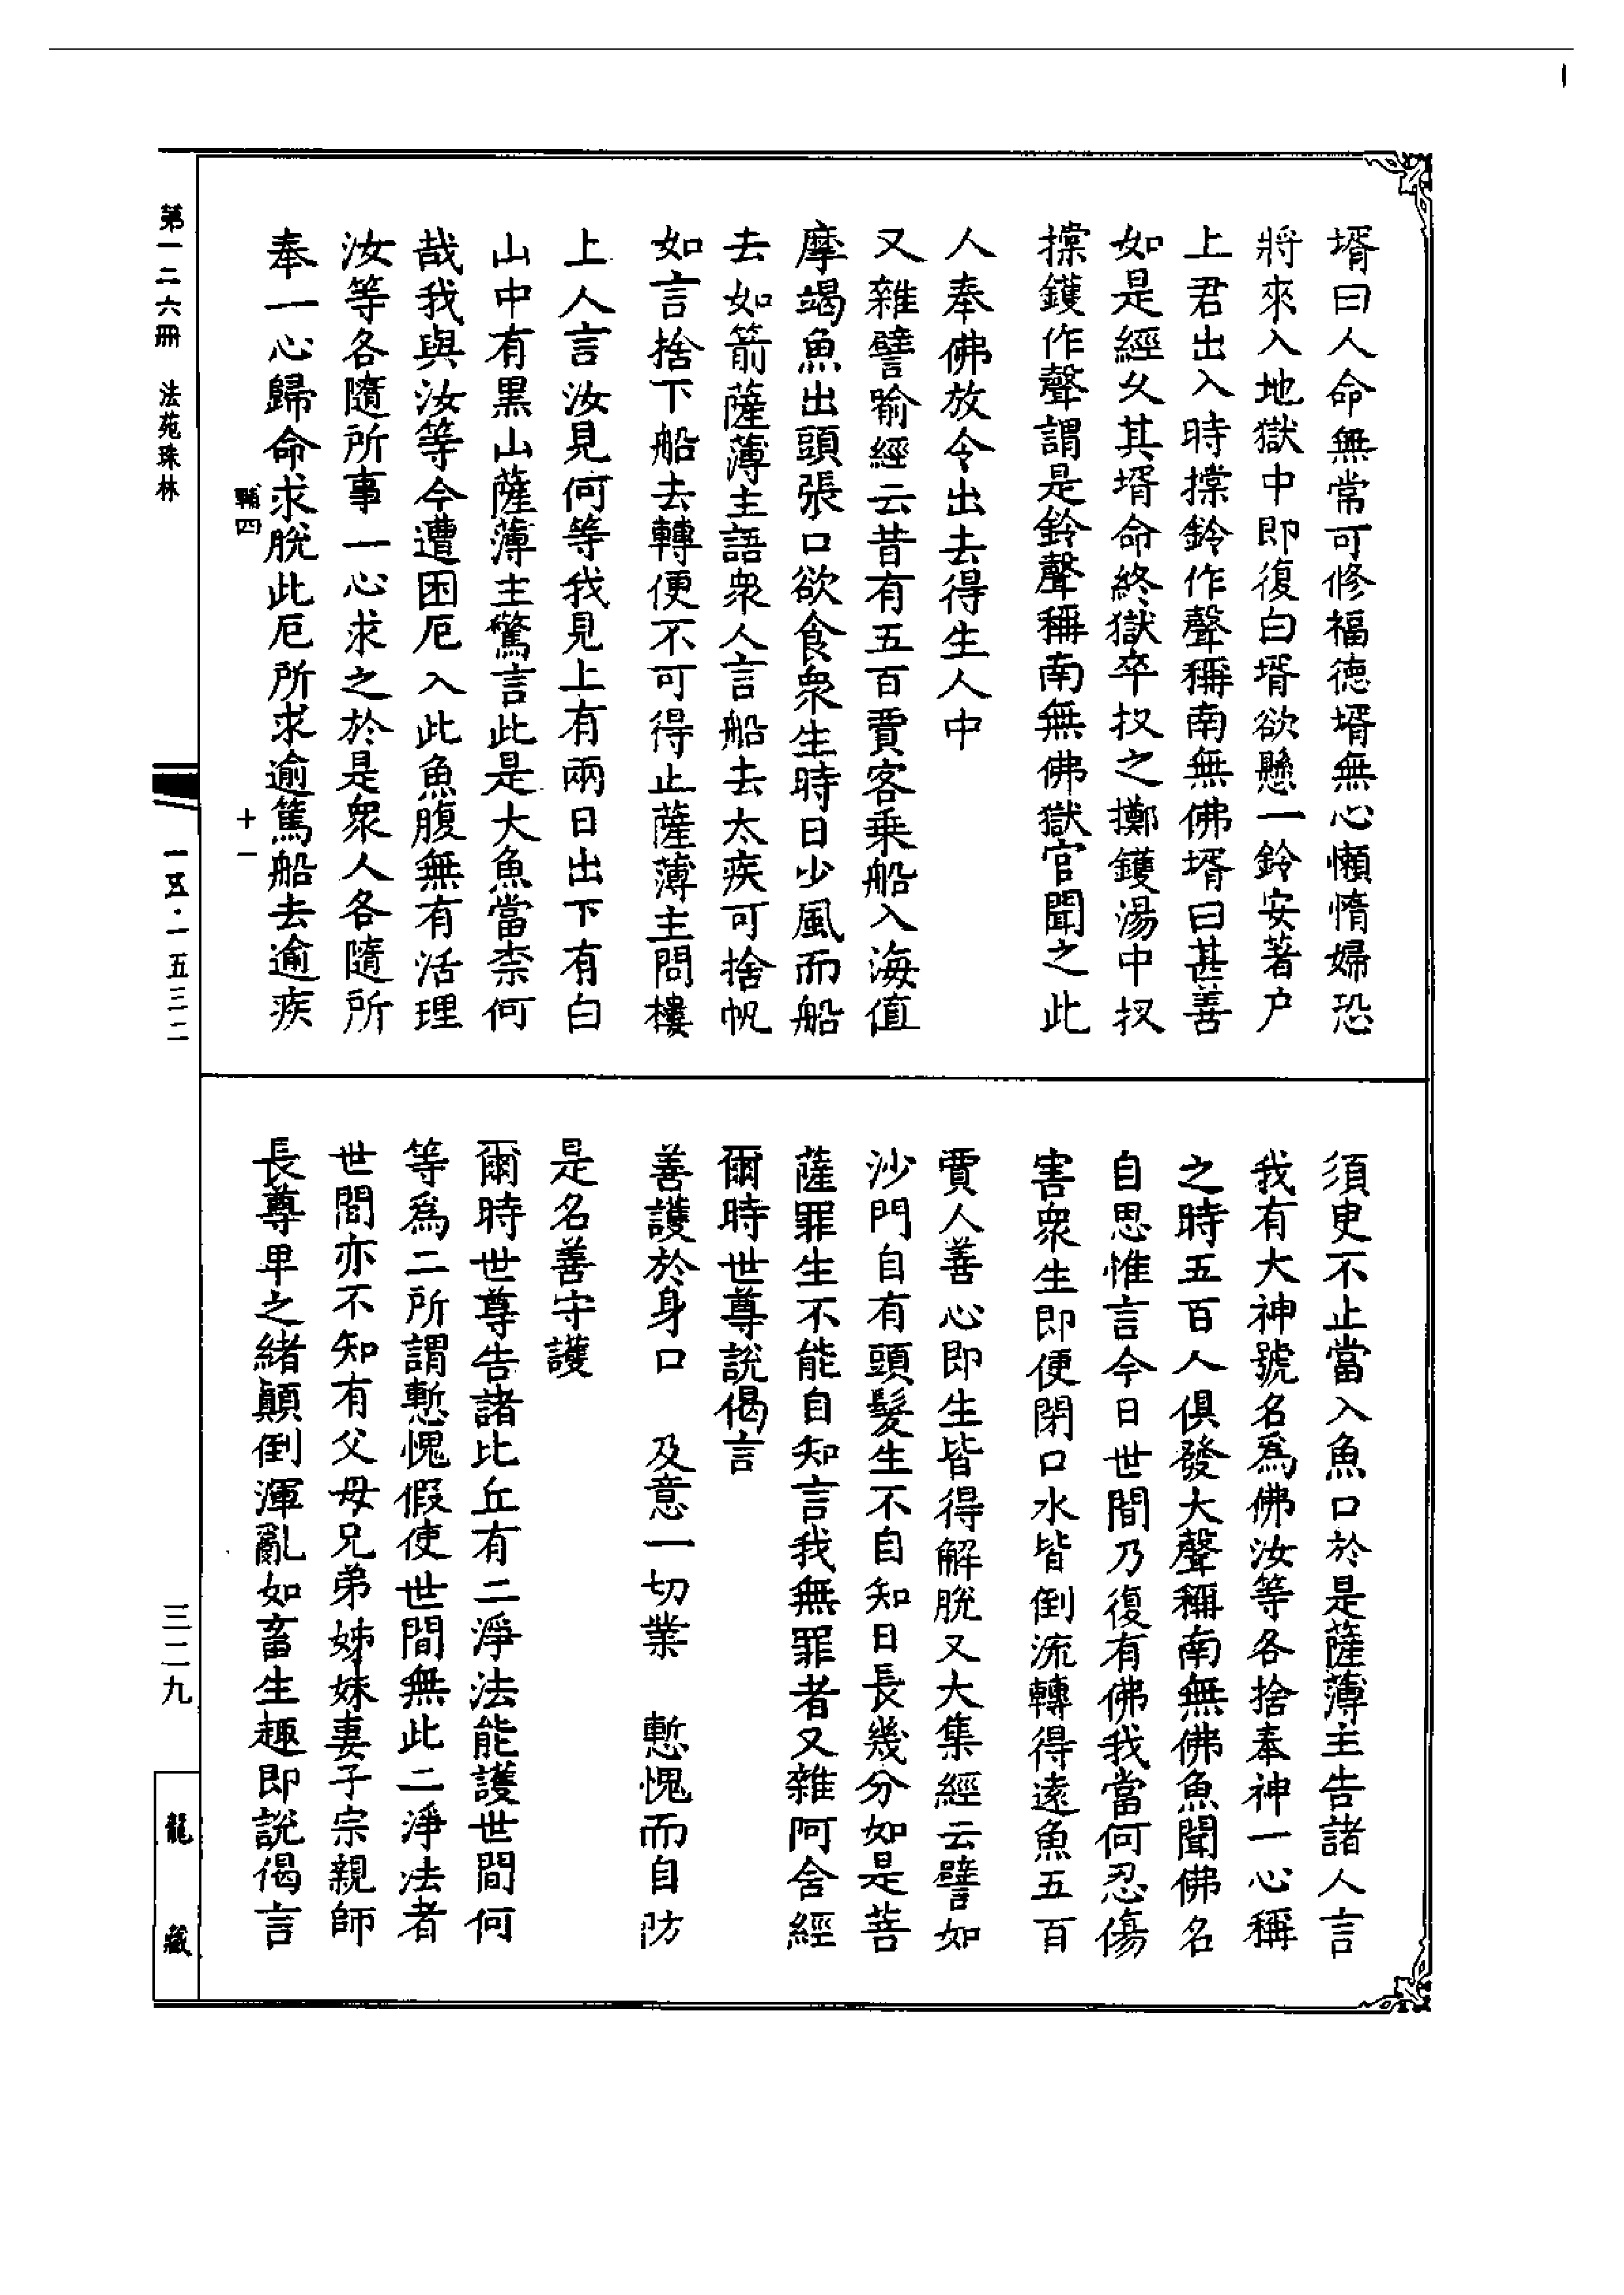 壻曰人命無常可修福德壻無心懶惰婦恐
將來入地獄中即復白壻欲懸一鈴安著户
上君出入時㨍鈴作聲稱南無佛壻曰甚善
如是經久其壻命終獄卒扠之擲鑊湯中扠
㨍鑊作聲謂是鈴聲稱南無佛獄官聞之此
人奉佛放令出去得生人中
又雜譬喻經云昔有五百賈客乗船入海值
摩竭魚出頭張口欲食衆生時日少風而船
去如箭薩薄主語衆人言船去太疾可捨帆
如言捨下船去轉便不可得止薩薄主問樓
上人言汝見何等我見上有兩日出下有白
山中有黒山薩薄主驚言此是大魚當柰何
哉我與汝等今遭困厄入此魚腹無有活理
汝等各隨所事一心求之於是衆人各隨所
奉一心歸命求脫此厄所求逾篤船去逾疾
須臾不止當入魚口於是薩薄主告諸人言
我有大神號名爲佛汝等各捨奉神一心稱
之時五百人俱發大聲稱南無佛魚聞佛名
自思惟言今日世間乃復有佛我當何忍傷
害衆生即便閉口水皆倒流轉得遠魚五百
賈人善心即生皆得解脫又大集經云譬如
沙門自有頭髮生不自知日長幾分如是菩
薩罪生不能自知言我無罪者又雜阿含經
爾時世尊說偈言
善護於身口　及意一切業　慙愧而自防
是名善守護
爾時世尊告諸比丘有二淨法能護世間何
等爲二所謂慙愧假使世間無此二淨法者
世間亦不知有父母兄弟姊妹妻子宗親師
長尊卑之緒顛倒渾亂如畜生趣即說偈言
輔四
十一
第一二六冊　法苑珠林
一五·一五三二
三二九
龍藏